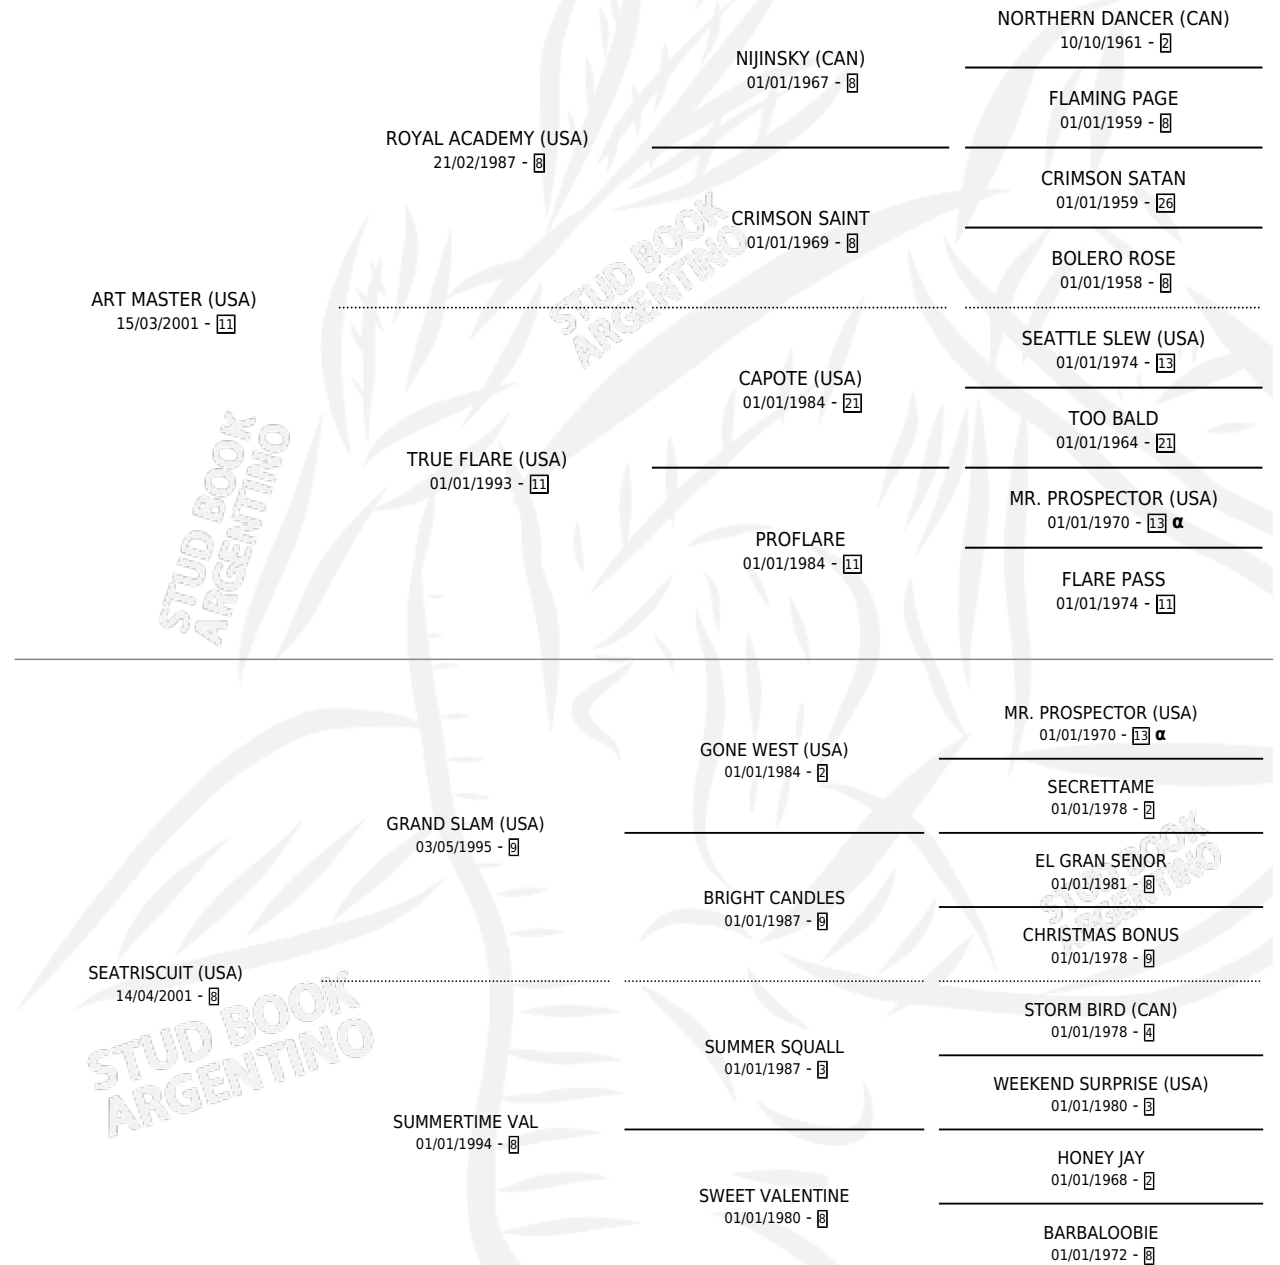 NORTHERN DANCER (CAN)
10/10/1961 - 2
NIJINSKY (CAN)
01/01/1967 - 8
FLAMING PAGE
01/01/1959 - 8
ROYAL ACADEMY (USA)
21/02/1987 - 8
CRIMSON SATAN
01/01/1959 - 26
CRIMSON SAINT
01/01/1969 - 8
BOLERO ROSE
01/01/1958 - 8
ART MASTER (USA)
15/03/2001 - 11
SEATTLE SLEW (USA)
01/01/1974 - 13
CAPOTE (USA)
01/01/1984 - 21
TOO BALD
01/01/1964 - 21
TRUE FLARE (USA)
01/01/1993 - 11
MR. PROSPECTOR (USA)
01/01/1970 - 13 α
PROFLARE
01/01/1984 - 11
FLARE PASS
01/01/1974 - 11
MR. PROSPECTOR (USA)
01/01/1970 - 13 α
GONE WEST (USA)
01/01/1984 - 2
SECRETTAME
01/01/1978 - 2
GRAND SLAM (USA)
03/05/1995 - 9
EL GRAN SENOR
01/01/1981 - 8
BRIGHT CANDLES
01/01/1987 - 9
CHRISTMAS BONUS
01/01/1978 - 9
SEATRISCUIT (USA)
14/04/2001 - 8
STORM BIRD (CAN)
01/01/1978 - 4
SUMMER SQUALL
01/01/1987 - 3
WEEKEND SURPRISE (USA)
01/01/1980 - 3
SUMMERTIME VAL
01/01/1994 - 8
HONEY JAY
01/01/1968 - 2
SWEET VALENTINE
01/01/1980 - 8
BARBALOOBIE
01/01/1972 - 8
STUD BOOK
ARGENTINO
STUD BOOK
ARGENTINO
STUD BOOK
ARGENTINO
STUD BOOK
ARGENTINO